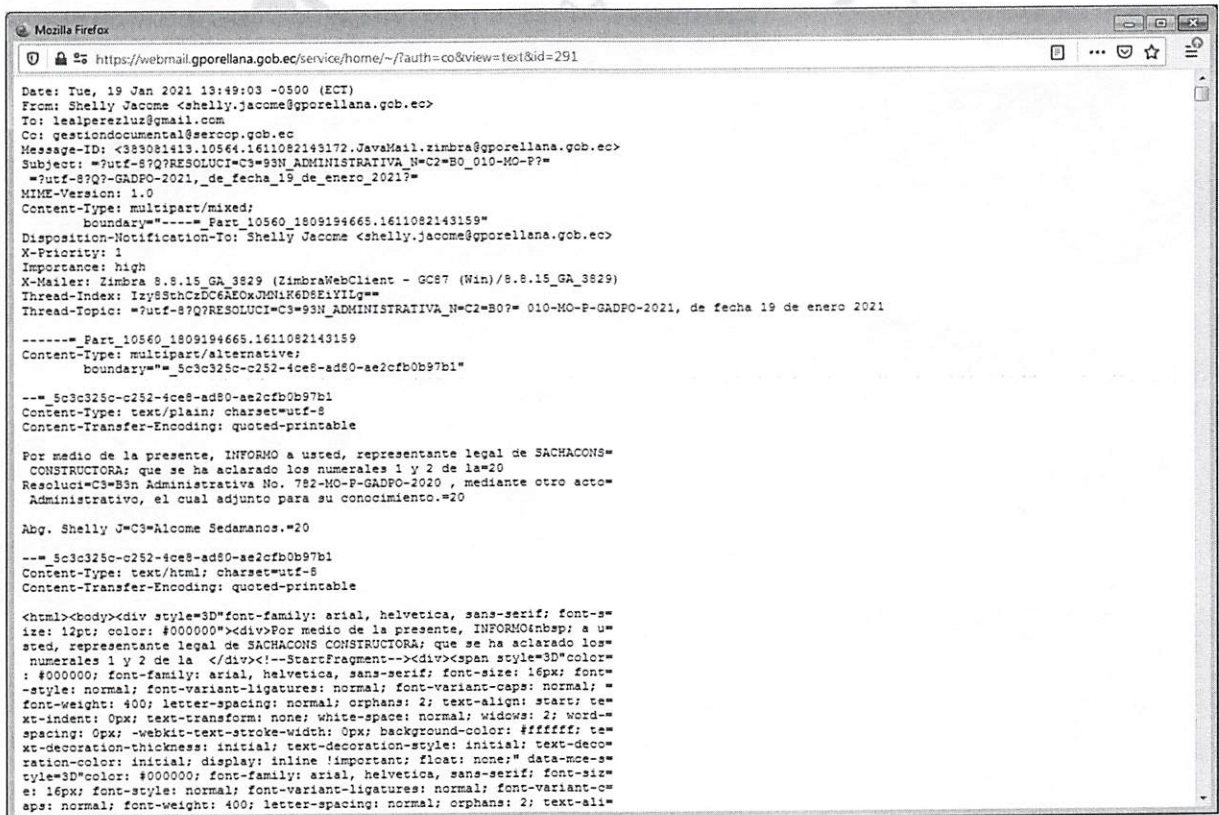 Mozilla Firefox
https://webmail.gporellana.gob.ec/service/home/~/?auth=co&view=text&id=291
Date: Tue, 19 Jan 2021 13:49:03 -0500 (ECT)
From: Shelly Jacome <shelly.jacome@gporellana.gob.ec>
To: lealperezluz@gmail.com
Cc: gestiondocumental@sercop.gob.ec
Message-ID: <383081413.10564.1611082143172.JavaMail.zimbra@gporellana.gob.ec>
Subject: =?utf-8?Q?RESOLUCI=C3=93N_ADMINISTRATIVA_N=C2=B0_010-MO-P?=
 =?utf-8?Q?-GADPO-2021,_de_fecha_19_de_enero_2021?=
MIME-Version: 1.0
Content-Type: multipart/mixed;
boundary="----=_Part_10560_1809194665.1611082143159"
Disposition-Notification-To: Shelly Jacome <shelly.jacome@gporellana.gob.ec>
X-Priority: 1
Importance: high
X-Mailer: Zimbra 8.8.15_GA_3829 (ZimbraWebClient - GC87 (Win)/8.8.15_GA_3829)
Thread-Index: Izy8SthCzDC6AEOxJMNiK6D8EiYILg==
Thread-Topic: =?utf-8?Q?RESOLUCI=C3=93N_ADMINISTRATIVA_N=C2=B0?= 010-MO-P-GADPO-2021, de fecha 19 de enero 2021
------=_Part_10560_1809194665.1611082143159
Content-Type: multipart/alternative;
boundary="=_5c3c325c-c252-4ce8-ad80-ae2cfb0b97b1"
--=_5c3c325c-c252-4ce8-ad80-ae2cfb0b97b1
Content-Type: text/plain; charset=utf-8
Content-Transfer-Encoding: quoted-printable
Por medio de la presente, INFORMO a usted, representante legal de SACHACONS=
 CONSTRUCTORA; que se ha aclarado los numerales 1 y 2 de la=20
Resoluci=C3=B3n Administrativa No. 782-MO-P-GADPO-2020 , mediante otro acto=
 Administrativo, el cual adjunto para su conocimiento.=20
Abg. Shelly J=C3=A1come Sedamanos.=20
--=_5c3c325c-c252-4ce8-ad80-ae2cfb0b97b1
Content-Type: text/html; charset=utf-8
Content-Transfer-Encoding: quoted-printable
<html><body><div style=3D"font-family: arial, helvetica, sans-serif; font-s=
ize: 12pt; color: #000000"><div>Por medio de la presente, INFORMO&nbsp; a u=
sted, representante legal de SACHACONS CONSTRUCTORA; que se ha aclarado los=
 numerales 1 y 2 de la  </div><!--StartFragment--><div><span style=3D"color=
: #000000; font-family: arial, helvetica, sans-serif; font-size: 16px; font=
-style: normal; font-variant-ligatures: normal; font-variant-caps: normal; =
font-weight: 400; letter-spacing: normal; orphans: 2; text-align: start; te=
xt-indent: 0px; text-transform: none; white-space: normal; widows: 2; word-=
spacing: 0px; -webkit-text-stroke-width: 0px; background-color: #ffffff; te=
xt-decoration-thickness: initial; text-decoration-style: initial; text-deco=
ration-color: initial; display: inline !important; float: none;" data-mce-s=
tyle=3D"color: #000000; font-family: arial, helvetica, sans-serif; font-siz=
e: 16px; font-style: normal; font-variant-ligatures: normal; font-variant-c=
aps: normal; font-weight: 400; letter-spacing: normal; orphans: 2; text-ali=